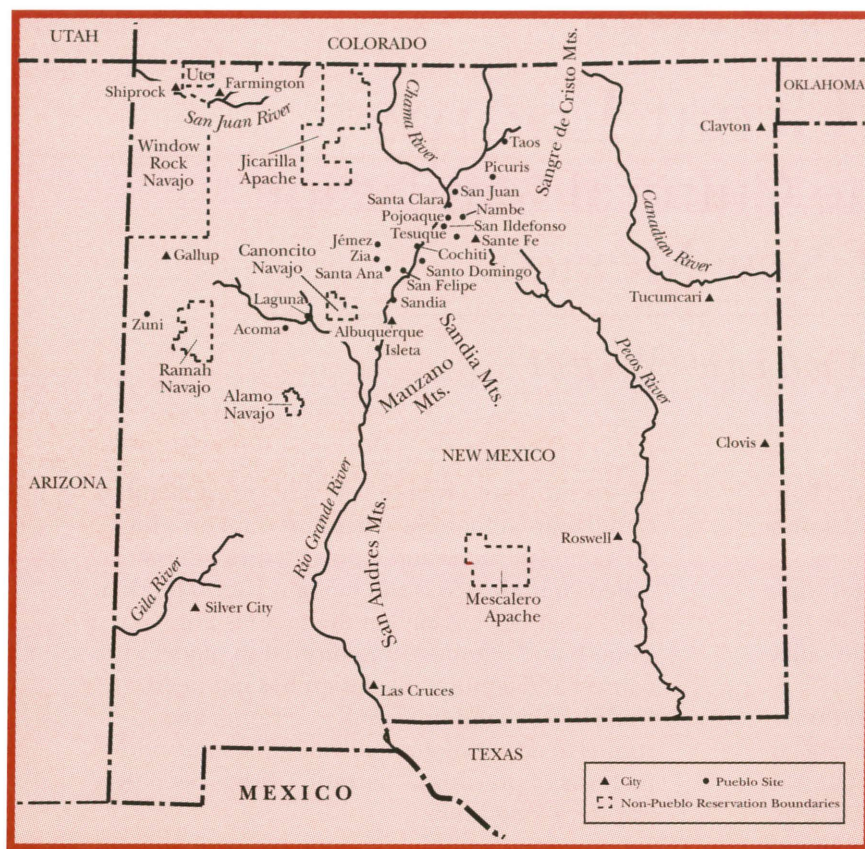 UTAH
COLORADO
OKLAHOMA
Ute
Shiprock
Farmington
San Juan River
Chama River
Sangre de Cristo Mts.
Clayton
Window
Rock
Navajo
Jicarilla
Apache
Taos
Picuris
San Juan
Santa Clara
Nambe
Pojoaque
San Ildefonso
Tesuque
Sante Fe
Canadian River
Jémez
Cochiti
Zia
Canoncito
Navajo
Santa Ana
Santo Domingo
San Felipe
Gallup
Laguna
Sandia
Tucumcari
Zuni
Acoma
Albuquerque
Isleta
Ramah
Navajo
Sandia Mts.
Manzano
Mts.
Pecos River
Alamo
Navajo
Clovis
NEW MEXICO
ARIZONA
Rio Grande River
San Andres Mts.
Roswell
Gila River
Silver City
Mescalero
Apache
Las Cruces
TEXAS
MEXICO
City
Pueblo Site
Non-Pueblo Reservation Boundaries